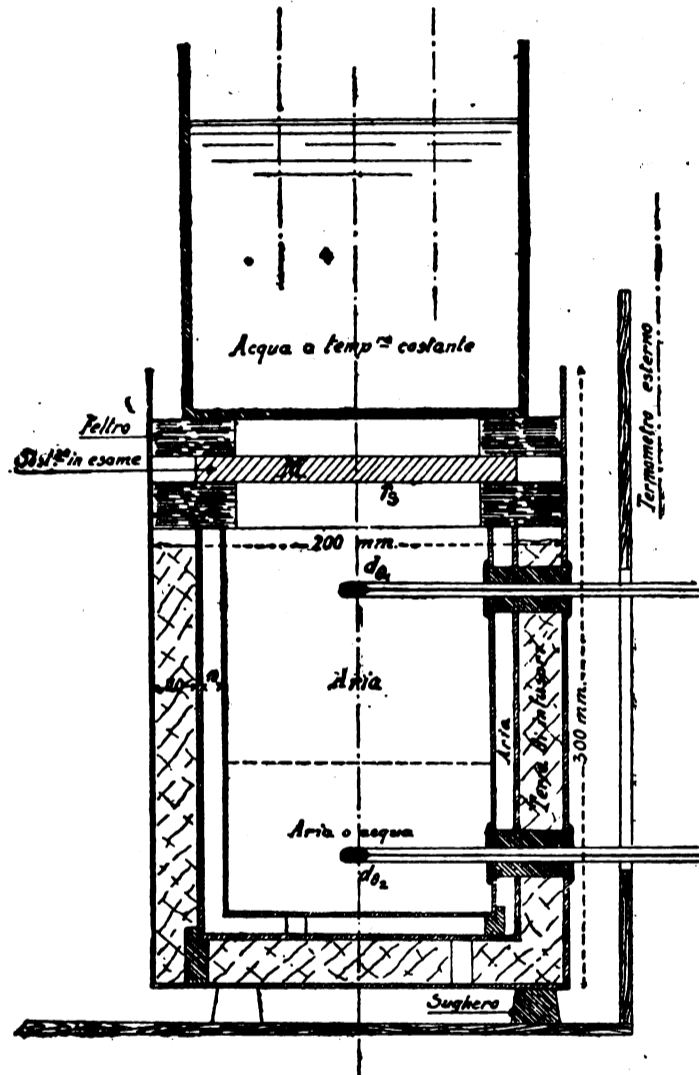 Acqua a temp.ra costante
Feltro
Sost.za in esame
M
200 mm.
Termometro esterno
dθ1
Aria
Aria
Terra di infusori
300 mm.
Aria o acqua
dθ2
Sughero